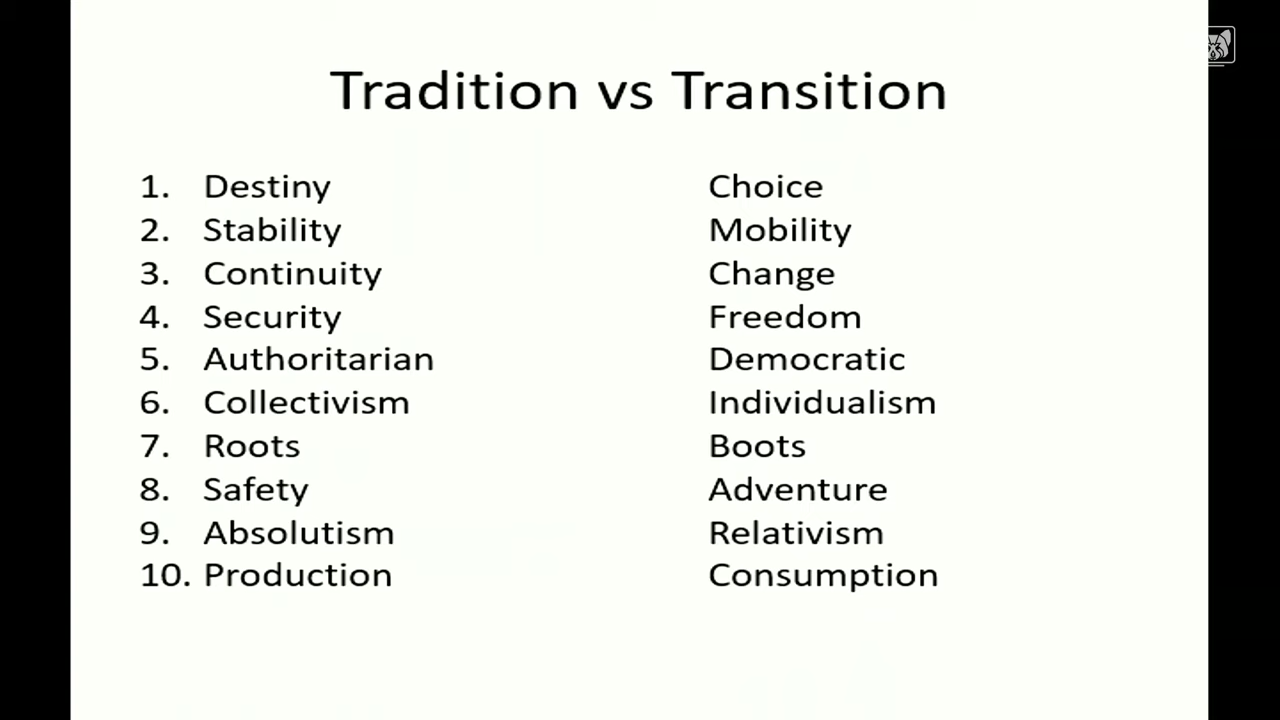 Tradition vs Transition
1. Destiny Choice
2. Stability Mobility
3. Continuity Change
4. Security Freedom
5. Authoritarian Democratic
6. Collectivism Individualism
7. Roots Boots
8. Safety Adventure
9. Absolutism Relativism
10. Production Consumption